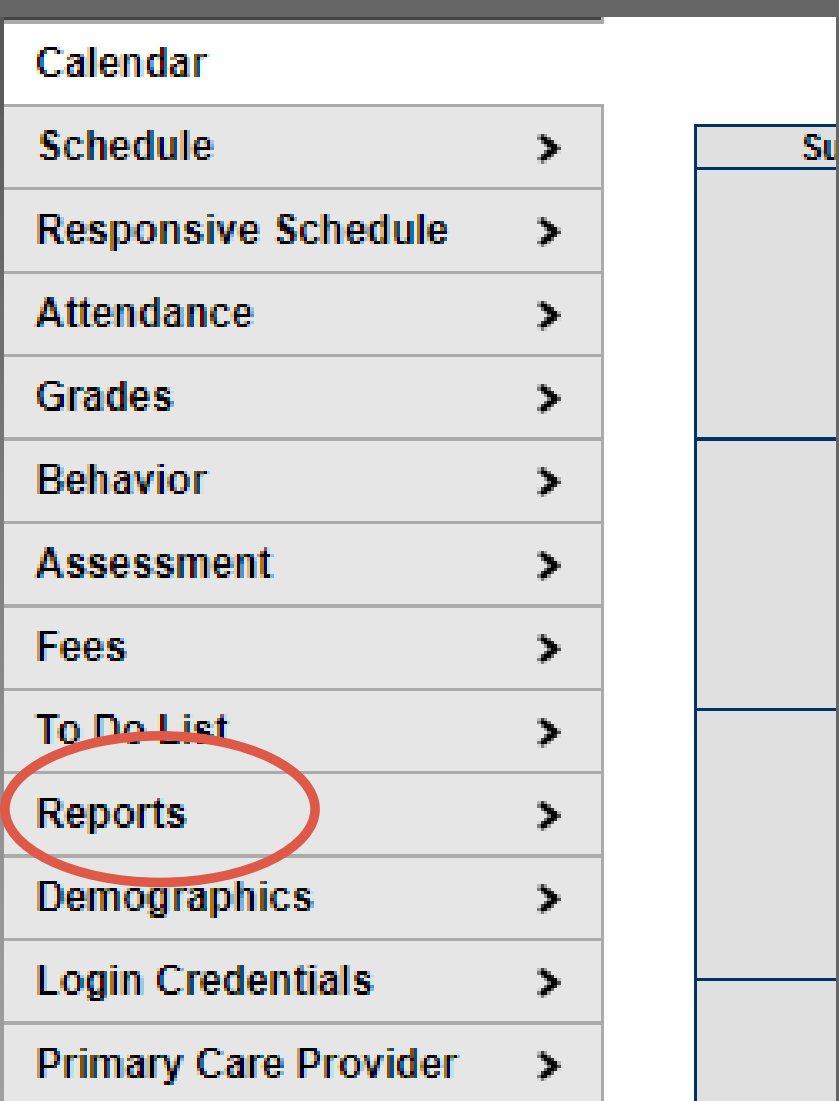 Calendar
Schedule
Su
Responsive Schedule
Attendance
Grades
Behavior
Assessment
Fees
To Do List
Reports
Demographics
Login Credentials
Primary Care Provider